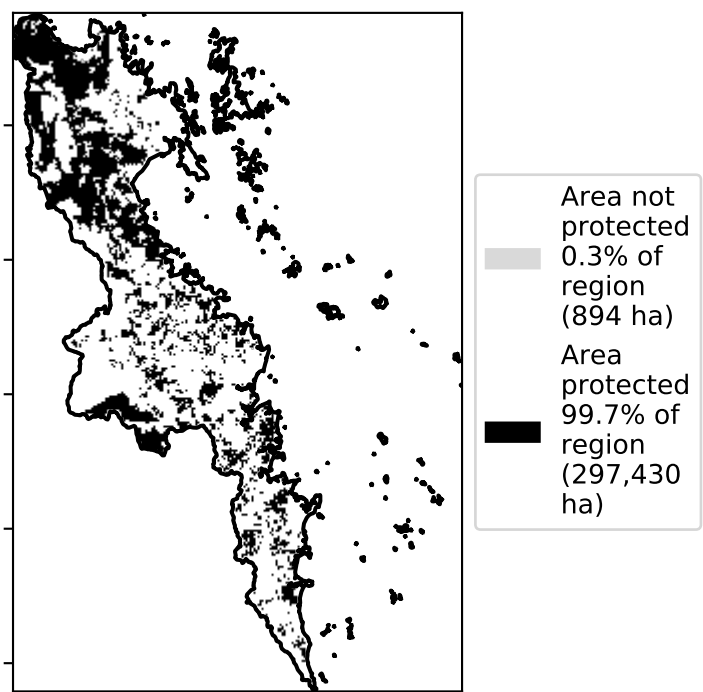 Area not
protected
0.3% of
region
(894 ha)
Area
protected
99.7% of
region
(297,430
ha)